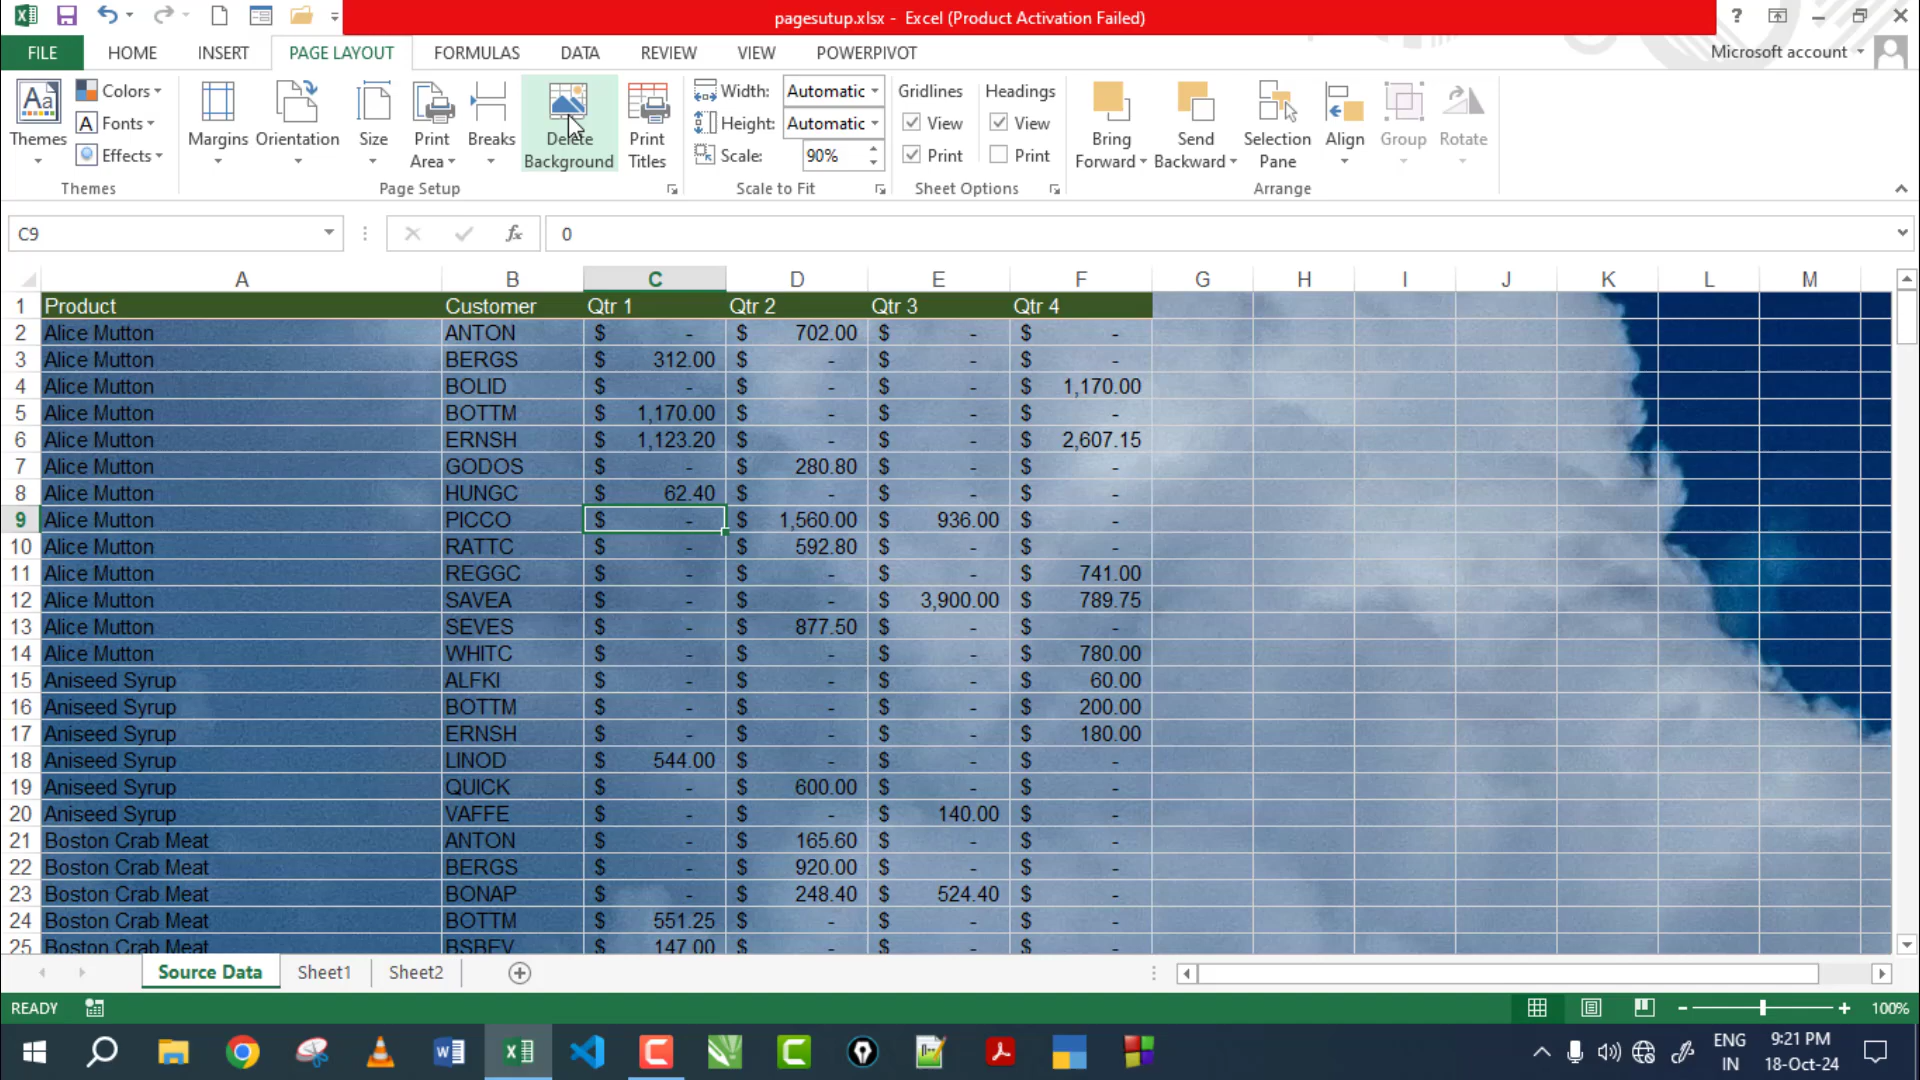 pagesutup.xlsx - Excel (Product Activation Failed)
?
FILE HOME INSERT PAGE LAYOUT FORMULAS DATA REVIEW VIEW POWERPIVOT Microsoft account
Aa Themes
Colors
A Fonts
Effects
Themes
Margins Orientation Size Print Area Breaks Delete Background Print Titles
Page Setup
Width: Automatic
Height: Automatic
Scale: 90%
Scale to Fit
Gridlines Headings
View View
Print Print
Sheet Options
Bring Forward Send Backward Selection Pane Align Group Rotate
Arrange
C9 fx 0
A B C D E F G H I J K L M
1 Product Customer Qtr 1 Qtr 2 Qtr 3 Qtr 4
2 Alice Mutton ANTON $ - $ 702.00 $ - $ -
3 Alice Mutton BERGS $ 312.00 $ - $ - $ -
4 Alice Mutton BOLID $ - $ - $ - $ 1,170.00
5 Alice Mutton BOTTM $ 1,170.00 $ - $ - $ -
6 Alice Mutton ERNSH $ 1,123.20 $ - $ - $ 2,607.15
7 Alice Mutton GODOS $ - $ 280.80 $ - $ -
8 Alice Mutton HUNGC $ 62.40 $ - $ - $ -
9 Alice Mutton PICCO $ - $ 1,560.00 $ 936.00 $ -
10 Alice Mutton RATTC $ - $ 592.80 $ - $ -
11 Alice Mutton REGGC $ - $ - $ - $ 741.00
12 Alice Mutton SAVEA $ - $ - $ 3,900.00 $ 789.75
13 Alice Mutton SEVES $ - $ 877.50 $ - $ -
14 Alice Mutton WHITC $ - $ - $ - $ 780.00
15 Aniseed Syrup ALFKI $ - $ - $ - $ 60.00
16 Aniseed Syrup BOTTM $ - $ - $ - $ 200.00
17 Aniseed Syrup ERNSH $ - $ - $ - $ 180.00
18 Aniseed Syrup LINOD $ 544.00 $ - $ - $ -
19 Aniseed Syrup QUICK $ - $ 600.00 $ - $ -
20 Aniseed Syrup VAFFE $ - $ - $ 140.00 $ -
21 Boston Crab Meat ANTON $ - $ 165.60 $ - $ -
22 Boston Crab Meat BERGS $ - $ 920.00 $ - $ -
23 Boston Crab Meat BONAP $ - $ 248.40 $ 524.40 $ -
24 Boston Crab Meat BOTTM $ 551.25 $ - $ - $ -
25 Boston Crab Meat BSBEV $ 147.00 $ - $ - $ -
Source Data Sheet1 Sheet2
READY 100%
ENG 9:21 PM
IN 18-Oct-24